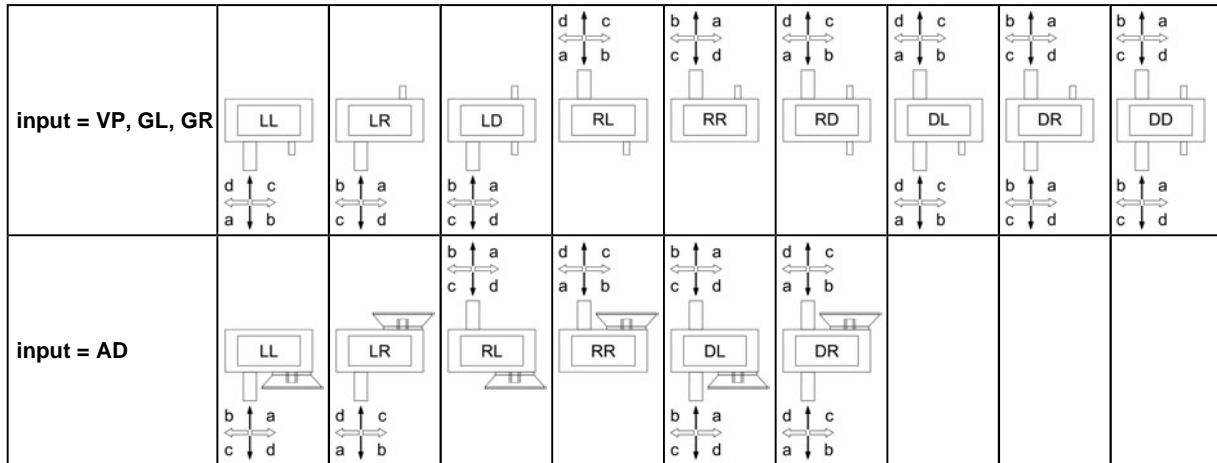 d c b a d c d c b a b a
a b c d a b a b c d c d
input = VP, GL, GR LL LR LD RL RR RD DL DR DD
d c b a b a d c b a b a
a b c d c d a b c d c d
b a d c b a d c
c d a b c d a b
input = AD LL LR RL RR DL DR
b a d c b a d c
c d a b c d a b